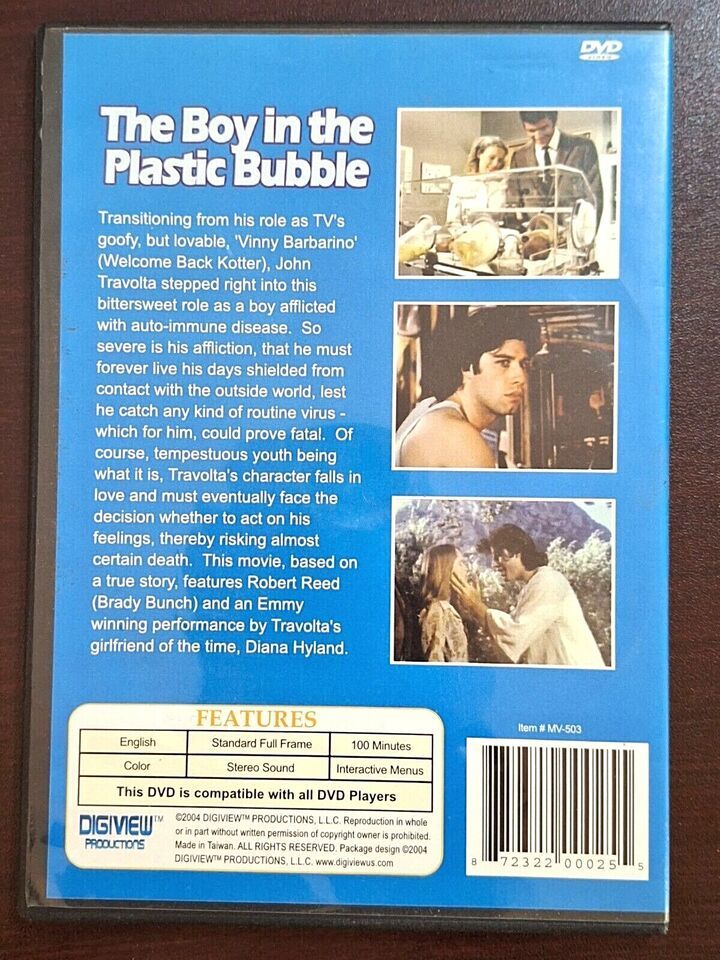 DVD
VIDEO
The Boy in the
Plastic Bubble
Transitioning from his role as TV's
goofy, but lovable, 'Vinny Barbarino'
(Welcome Back Kotter), John
Travolta stepped right into this
bittersweet role as a boy afflicted
with auto-immune disease. So
severe is his affliction, that he must
forever live his days shielded from
contact with the outside world, lest
he catch any kind of routine virus -
which for him, could prove fatal. Of
course, tempestuous youth being
what it is, Travolta's character falls in
love and must eventually face the
decision whether to act on his
feelings, thereby risking almost
certain death. This movie, based on
a true story, features Robert Reed
(Brady Bunch) and an Emmy
winning performance by Travolta's
girlfriend of the time, Diana Hyland.
FEATURES
English Standard Full Frame 100 Minutes
Color Stereo Sound Interactive Menus
This DVD is compatible with all DVD Players
DIGIVIEW™
PRODUCTIONS
©2004 DIGIVIEW™ PRODUCTIONS, L.L.C. Reproduction in whole
or in part without written permission of copyright owner is prohibited.
Made in Taiwan. ALL RIGHTS RESERVED. Package design ©2004
DIGIVIEW™ PRODUCTIONS, L.L.C. www.digiviewus.com
Item # MV-503
8 72322 00025 5